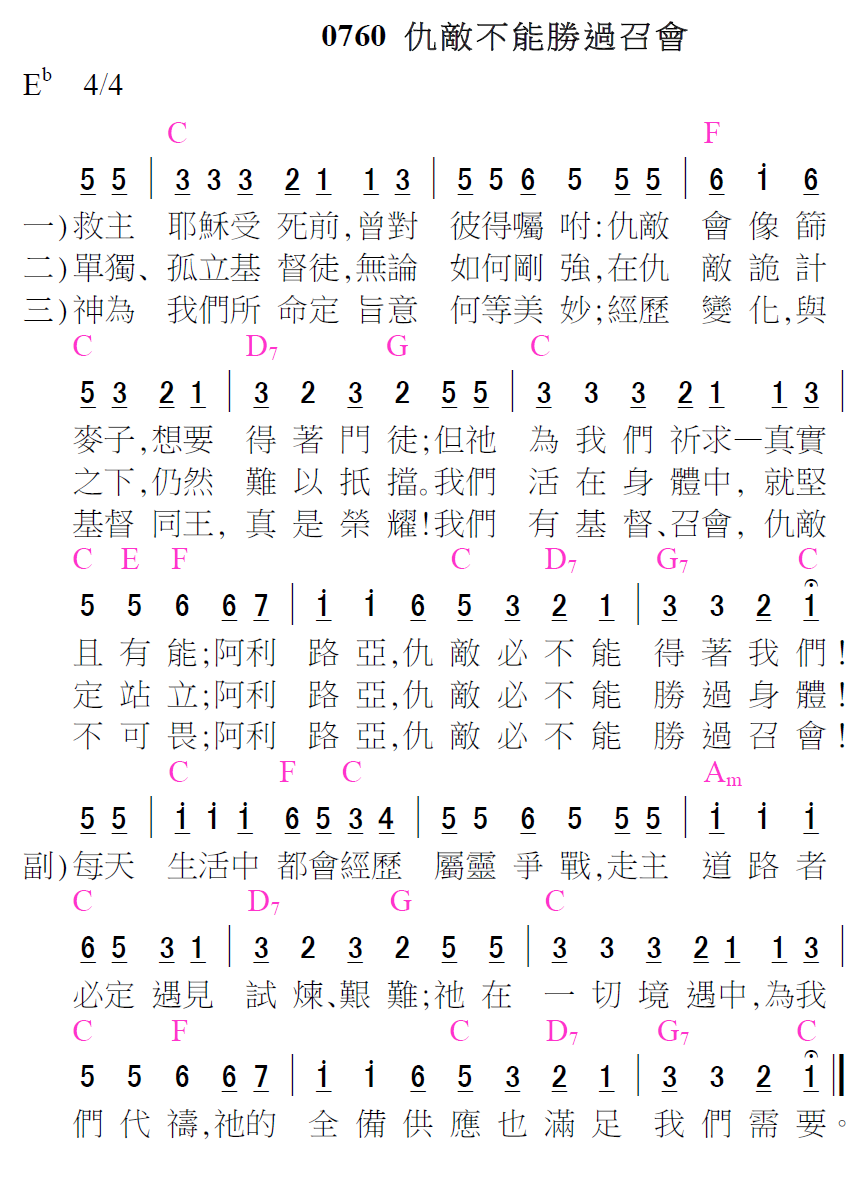 0760 仇敵不能勝過召會
E♭ 4/4
C F
5 5 | 3 3 3 2 1 1 3 | 5 5 6 5 5 5 | 6 i 6
一)救主 耶穌受 死前,曾對 彼得囑 咐:仇敵 會 像 篩
二)單獨、孤立基 督徒,無論 如何剛 強,在仇 敵 詭 計
三)神為 我們所 命定 旨意 何等美 妙;經歷 變 化,與
C D7 G C
5 3 2 1 | 3 2 3 2 5 5 | 3 3 3 2 1 1 3 |
麥子,想要 得 著 門 徒;但祂 為 我 們 祈求—真實
之下,仍然 難 以 抵 擋。我們 活 在 身 體中, 就堅
基督 同王, 真 是 榮 耀!我們 有 基 督、召會, 仇敵
C E F C D7 G7 C
5 5 6 6 7 | i i 6 5 3 2 1 | 3 3 2 1
且 有 能;阿利 路 亞,仇 敵 必 不 能 得 著 我 們!
定 站 立;阿利 路 亞,仇 敵 必 不 能 勝 過 身 體!
不 可 畏;阿利 路 亞,仇 敵 必 不 能 勝 過 召 會!
C F C Am
5 5 | i i i 6 5 3 4 | 5 5 6 5 5 5 | i i i
副)每天 生活中 都會經歷 屬靈 爭 戰,走主 道 路 者
C D7 G C
6 5 3 1 | 3 2 3 2 5 5 | 3 3 3 2 1 1 3 |
必定 遇見 試 煉、艱 難;祂 在 一 切 境 遇中,為我
C F C D7 G7 C
5 5 6 6 7 | i i 6 5 3 2 1 | 3 3 2 1 ‖
們 代 禱,祂的 全 備 供 應 也 滿 足 我 們 需 要。